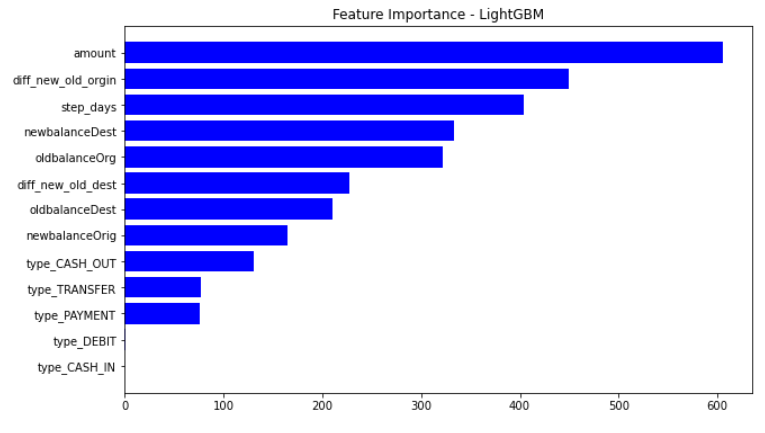 Feature Importance - LightGBM
amount
diff_new_old_orgin
step_days
newbalanceDest
oldbalanceOrg
diff_new_old_dest
oldbalanceDest
newbalanceOrig
type_CASH_OUT
type_TRANSFER
type_PAYMENT
type_DEBIT
type_CASH_IN
0 100 200 300 400 500 600